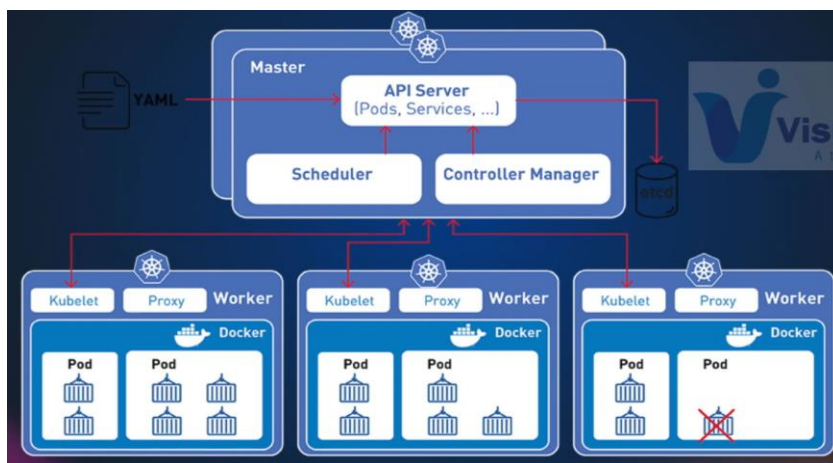 Master
API Server
(Pods, Services, ...)
YAML
Scheduler
Controller Manager
etcd
Kubelet
Proxy
Worker
Docker
Pod
Pod
Kubelet
Proxy
Worker
Docker
Pod
Pod
Kubelet
Proxy
Worker
Docker
Pod
Pod